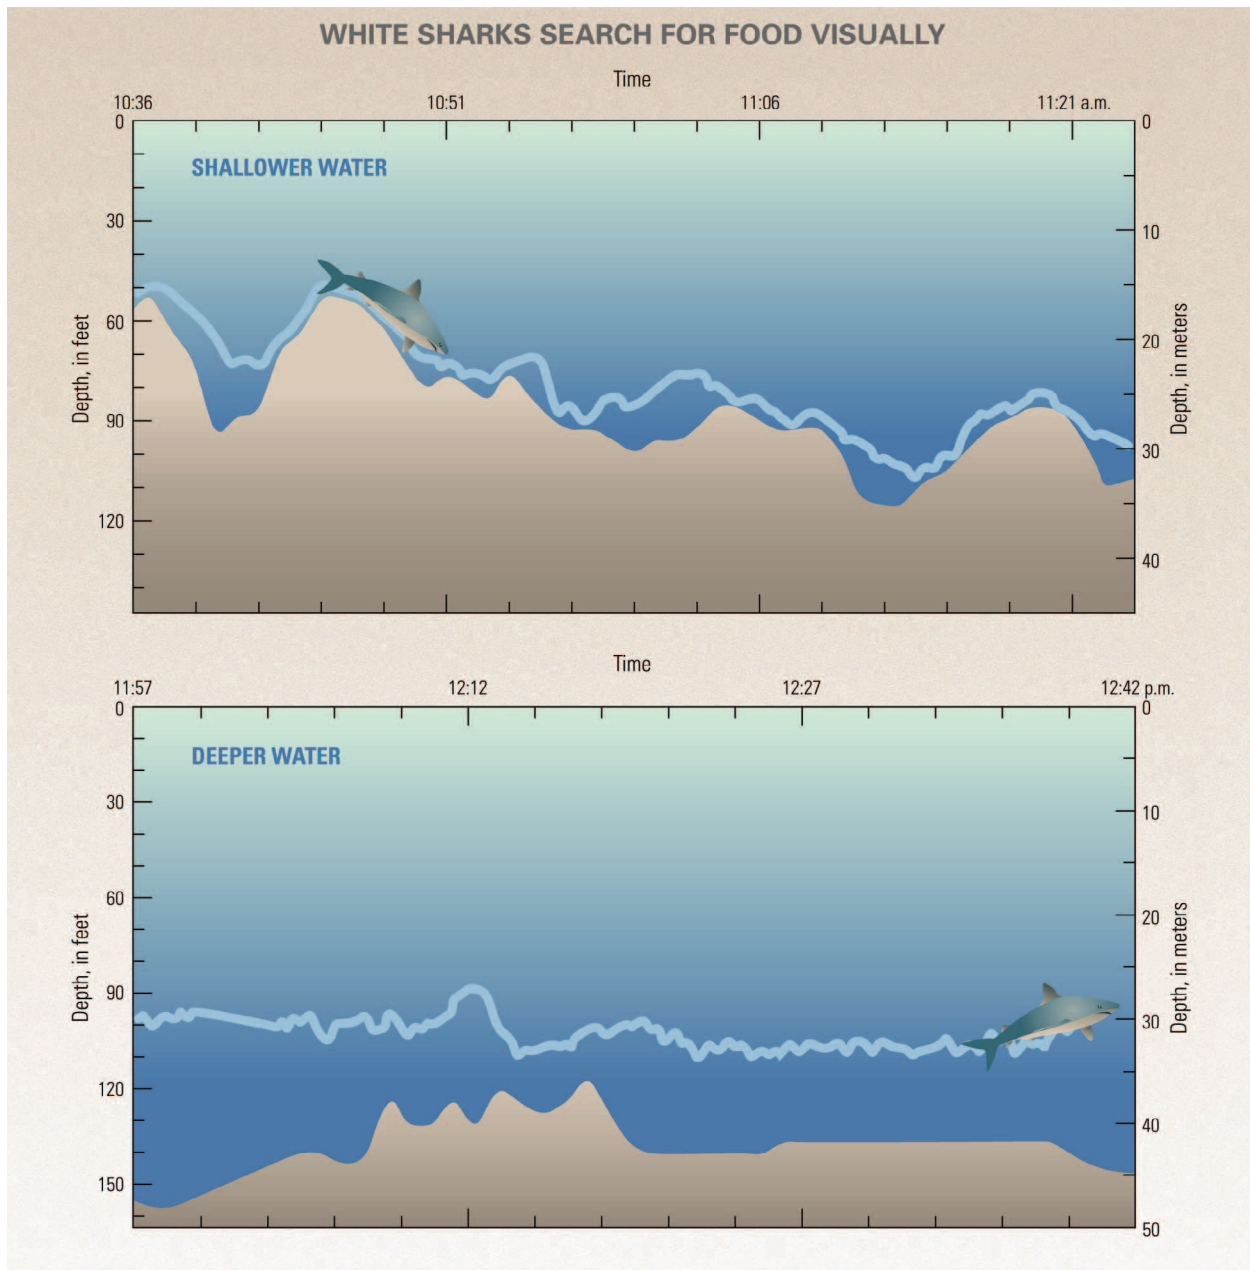 WHITE SHARKS SEARCH FOR FOOD VISUALLY
Time
10:36 10:51 11:06 11:21 a.m.
SHALLOWER WATER
Depth, in feet
0
30
60
90
120
Depth, in meters
0
10
20
30
40
Time
11:57 12:12 12:27 12:42 p.m.
DEEPER WATER
Depth, in feet
0
30
60
90
120
150
Depth, in meters
0
10
20
30
40
50